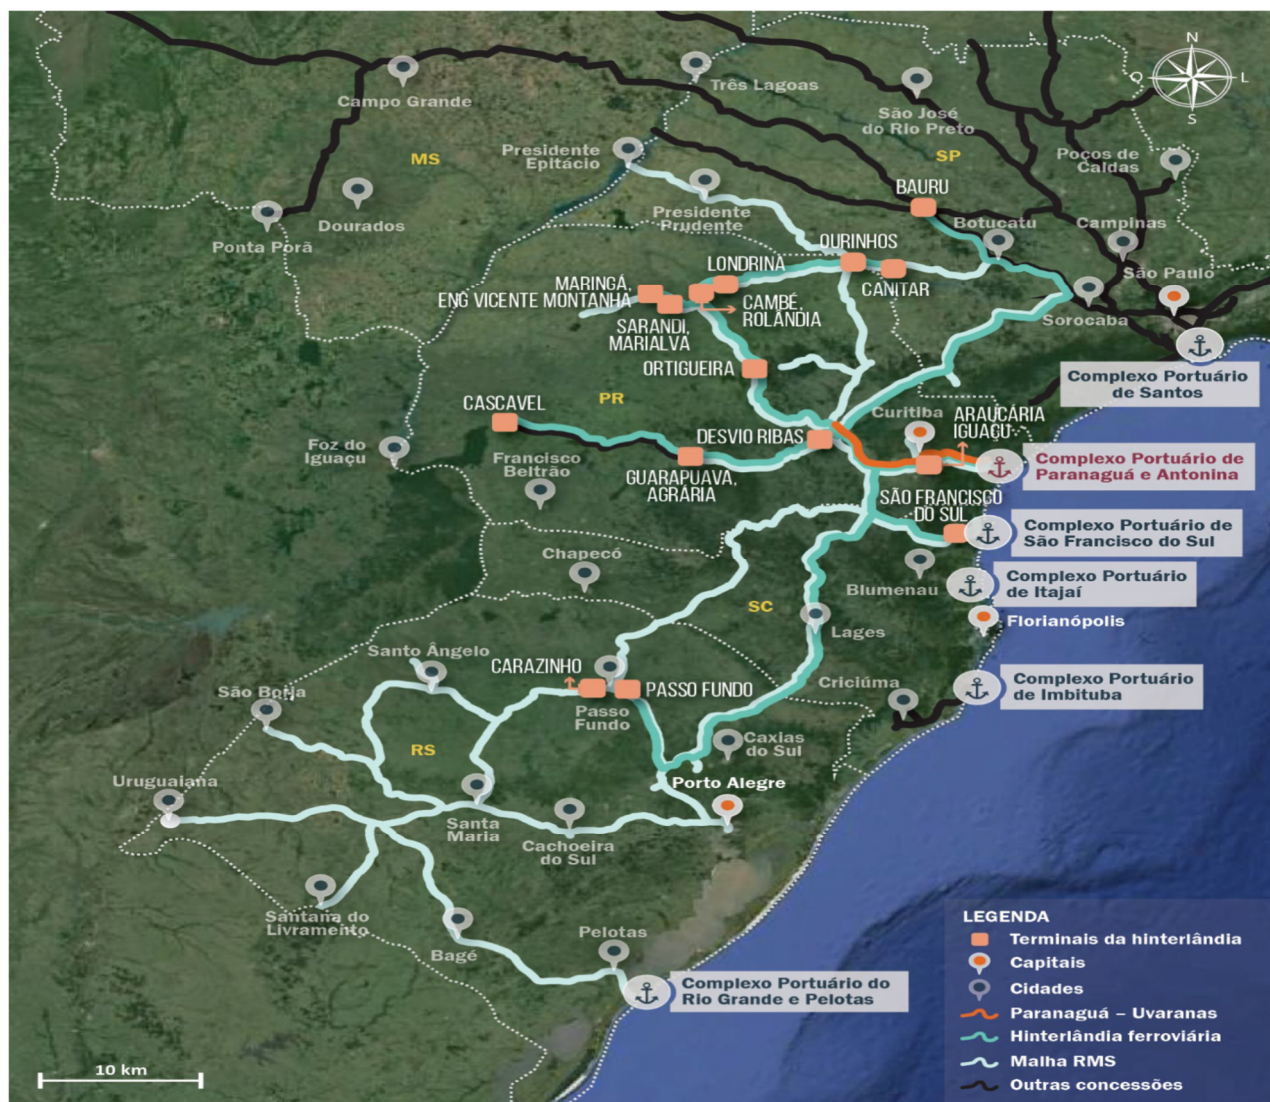 N
O
L
S
Campo Grande
Três Lagoas
São José
do Rio Preto
MS
SP
Presidente
Epitácio
Poços de
Caldas
Dourados
Ponta Porã
Presidente
Prudente
BAURU
Botucatu
Campinas
OURINHOS
São Paulo
LONDRINA
CANITAR
MARINGÁ,
ENG VICENTE MONTANHA
CAMBÉ,
ROLÂNDIA
SARANDI,
MARIALVA
Sorocaba
Complexo Portuário
de Santos
ORTIGUEIRA
PR
CASCAVEL
Curitiba
ARAUCÁRIA
IGUAÇU
DESVIO RIBAS
Foz do
Iguaçu
Francisco
Beltrão
GUARAPUAVA,
AGRÁRIA
Complexo Portuário de
Paranaguá e Antonina
SÃO FRANCISCO
DO SUL
Complexo Portuário de
São Francisco do Sul
Chapecó
Blumenau
Complexo Portuário
de Itajaí
SC
Florianópolis
Lages
Santo Ângelo
CARAZINHO
PASSO FUNDO
Passo
Fundo
Criciúma
Complexo Portuário
de Imbituba
São Borja
RS
Caxias
do Sul
Uruguaiana
Porto Alegre
Santa
Maria
Cachoeira
do Sul
Santana do
Livramento
Bagé
Pelotas
Complexo Portuário do
Rio Grande e Pelotas
LEGENDA
Terminais da hinterlândia
Capitais
Cidades
Paranaguá – Uvaranas
Hinterlândia ferroviária
Malha RMS
Outras concessões
10 km